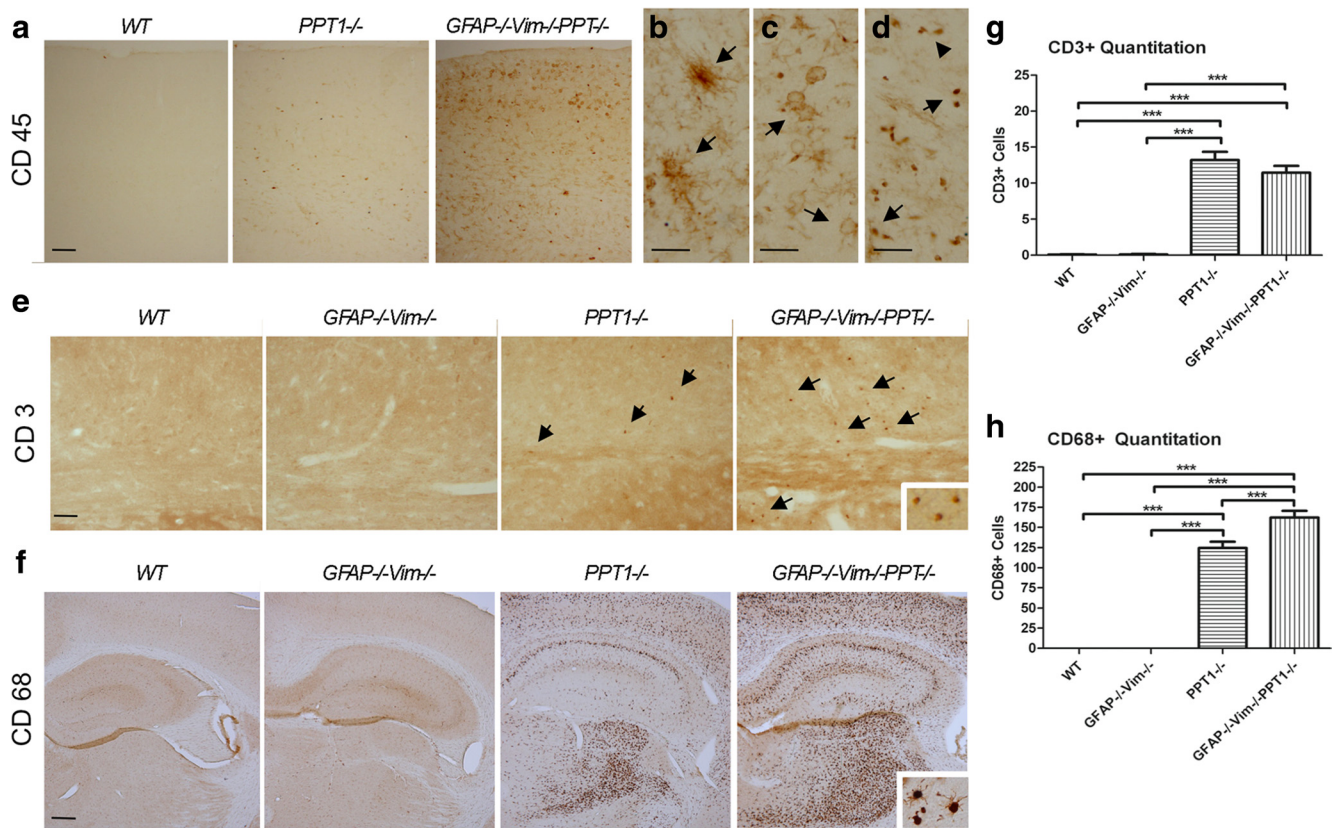 a
WT
PPT1-/-
GFAP-/-Vim-/-PPT-/-
b
c
d
CD 45
e
WT
GFAP-/-Vim-/-
PPT1-/-
GFAP-/-Vim-/-PPT-/-
CD 3
f
WT
GFAP-/-Vim-/-
PPT1-/-
GFAP-/-Vim-/-PPT-/-
CD 68
g
CD3+ Quantitation
CD3+ Cells
25
20
15
10
5
0
***
***
***
***
WT
GFAP-/-Vim-/-
PPT1-/-
GFAP-/-Vim-/-PPT1-/-
h
CD68+ Quantitation
CD68+ Cells
225
200
175
150
125
100
75
50
25
0
***
***
***
***
***
WT
GFAP-/-Vim-/-
PPT1-/-
GFAP-/-Vim-/-PPT1-/-